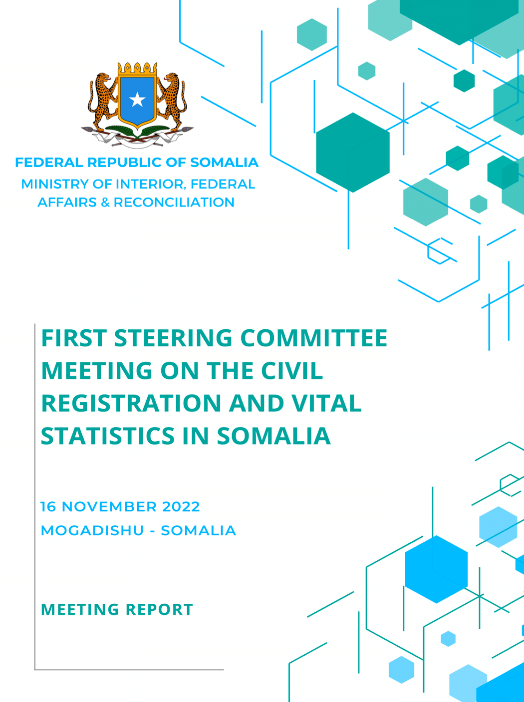 FEDERAL REPUBLIC OF SOMALIA
MINISTRY OF INTERIOR, FEDERAL
AFFAIRS & RECONCILIATION
FIRST STEERING COMMITTEE
MEETING ON THE CIVIL
REGISTRATION AND VITAL
STATISTICS IN SOMALIA
16 NOVEMBER 2022
MOGADISHU - SOMALIA
MEETING REPORT